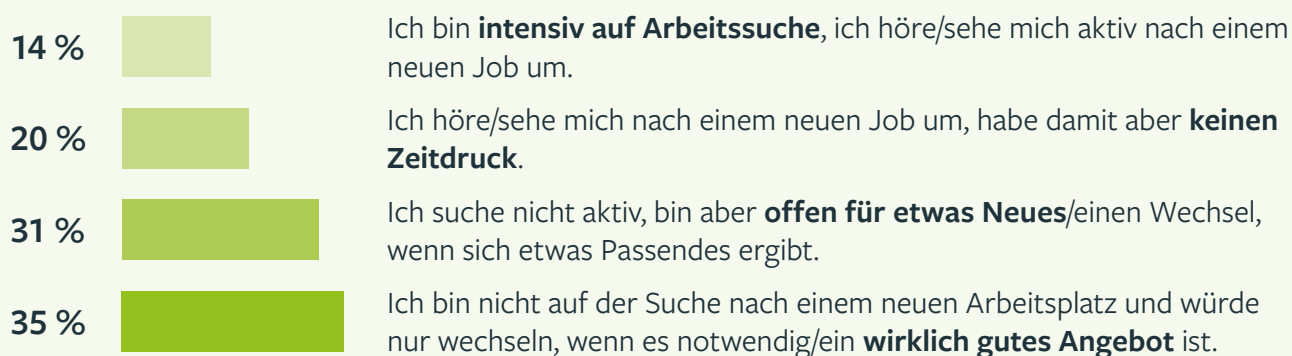 14 %
Ich bin intensiv auf Arbeitssuche, ich höre/sehe mich aktiv nach einem
neuen Job um.
20 %
Ich höre/sehe mich nach einem neuen Job um, habe damit aber keinen
Zeitdruck.
31 %
Ich suche nicht aktiv, bin aber offen für etwas Neues/einen Wechsel,
wenn sich etwas Passendes ergibt.
35 %
Ich bin nicht auf der Suche nach einem neuen Arbeitsplatz und würde
nur wechseln, wenn es notwendig/ein wirklich gutes Angebot ist.